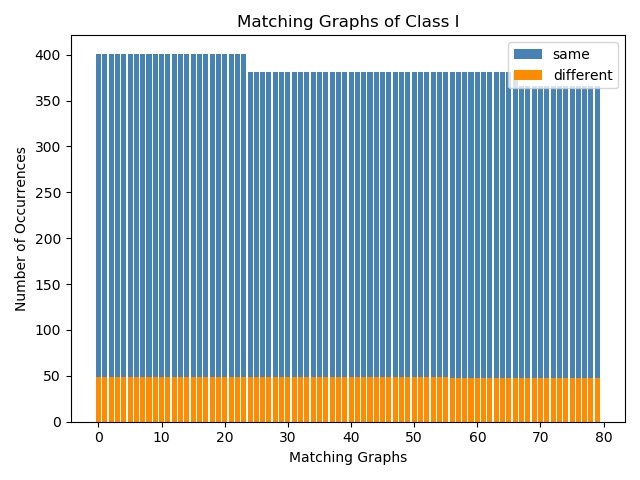 Matching Graphs of Class I
same
different
Number of Occurrences
400
350
300
250
200
150
100
50
0
0 10 20 30 40 50 60 70 80
Matching Graphs